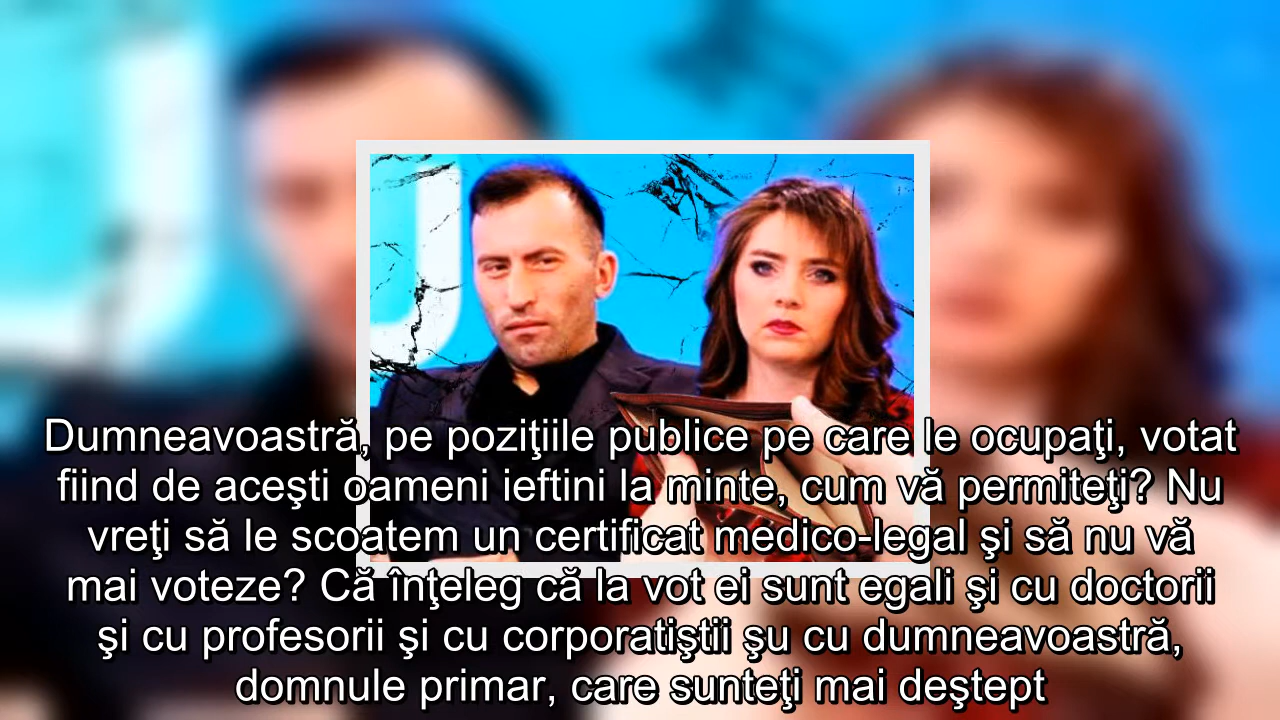 Dumneavoastră, pe poziţiile publice pe care le ocupaţi, votat
fiind de aceşti oameni ieftini la minte, cum vă permiteţi? Nu
vreţi să le scoatem un certificat medico-legal şi să nu vă
mai voteze? Că înţeleg că la vot ei sunt egali şi cu doctorii
şi cu profesorii şi cu corporatiştii şu cu dumneavoastră,
domnule primar, care sunteţi mai deştept